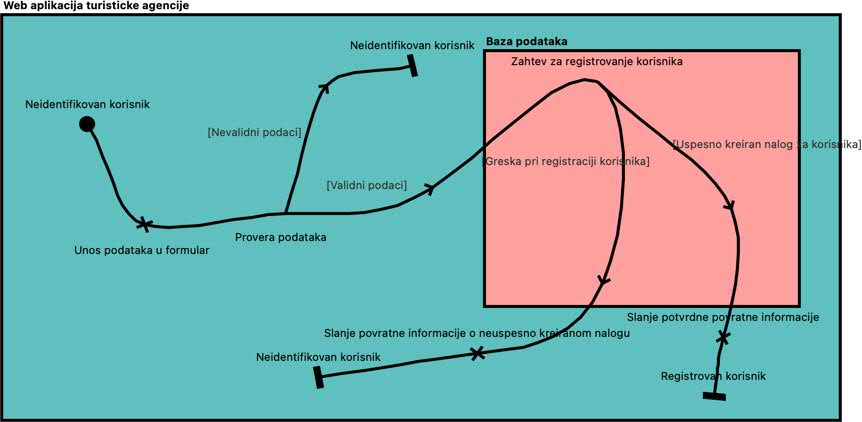 Web aplikacija turisticke agencije
Baza podataka
Neidentifikovan korisnik
Zahtev za registrovanje korisnika
Neidentifikovan korisnik
[Nevalidni podaci]
[Uspesno kreiran nalog za korisnika]
[Greska pri registraciji korisnika]
[Validni podaci]
Provera podataka
Unos podataka u formular
Slanje potvrdne povratne informacije
Slanje povratne informacije o neuspesno kreiranom nalogu
Neidentifikovan korisnik
Registrovan korisnik